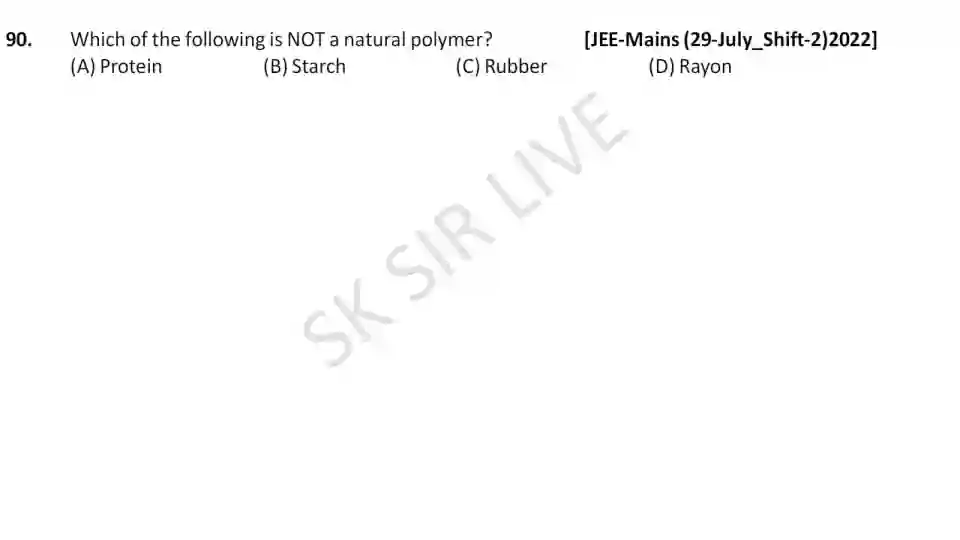 90. Which of the following is NOT a natural polymer? [JEE-Mains (29-July_Shift-2)2022]
(A) Protein (B) Starch (C) Rubber (D) Rayon
SK SIR LIVE